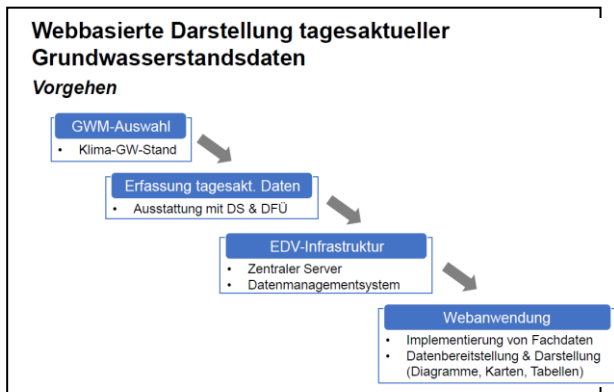 Webbasierte Darstellung tagesaktueller
Grundwasserstandsdaten
Vorgehen
GWM-Auswahl
• Klima-GW-Stand
Erfassung tagesakt. Daten
• Ausstattung mit DS & DFÜ
EDV-Infrastruktur
• Zentraler Server
• Datenmanagementsystem
Webanwendung
• Implementierung von Fachdaten
• Datenbereitstellung & Darstellung
(Diagramme, Karten, Tabellen)